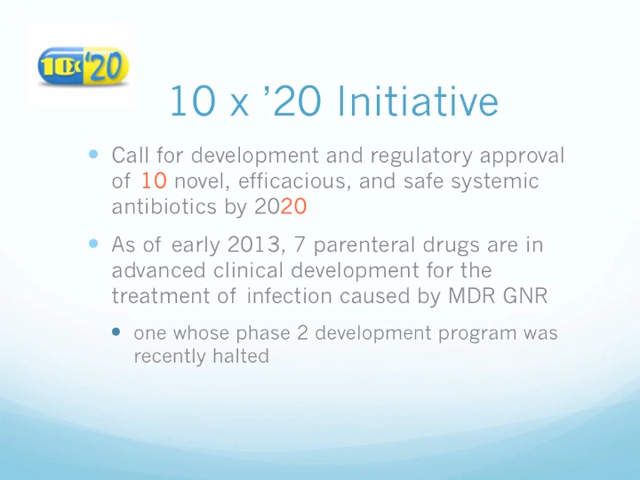 10x '20
10 x ’20 Initiative
• Call for development and regulatory approval
of 10 novel, efficacious, and safe systemic
antibiotics by 2020
• As of early 2013, 7 parenteral drugs are in
advanced clinical development for the
treatment of infection caused by MDR GNR
• one whose phase 2 development program was
recently halted